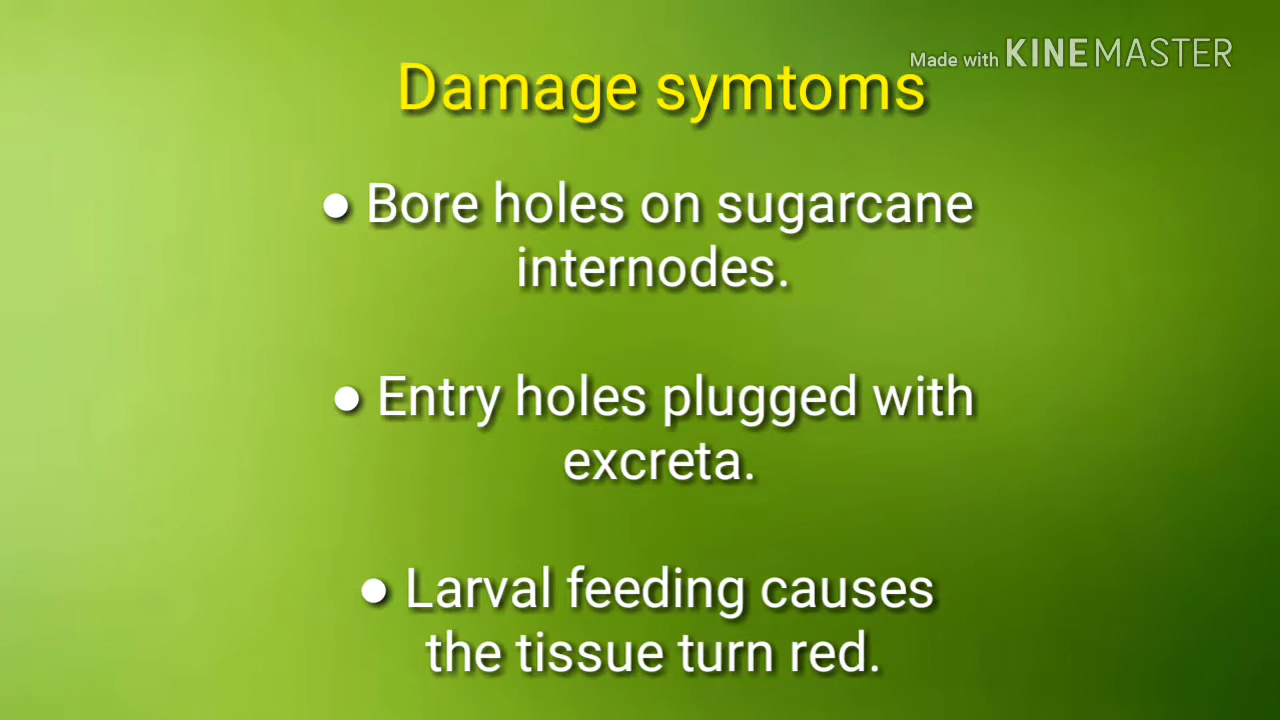 Made with KINEMASTER
Damage symtoms
● Bore holes on sugarcane
internodes.
● Entry holes plugged with
excreta.
● Larval feeding causes
the tissue turn red.